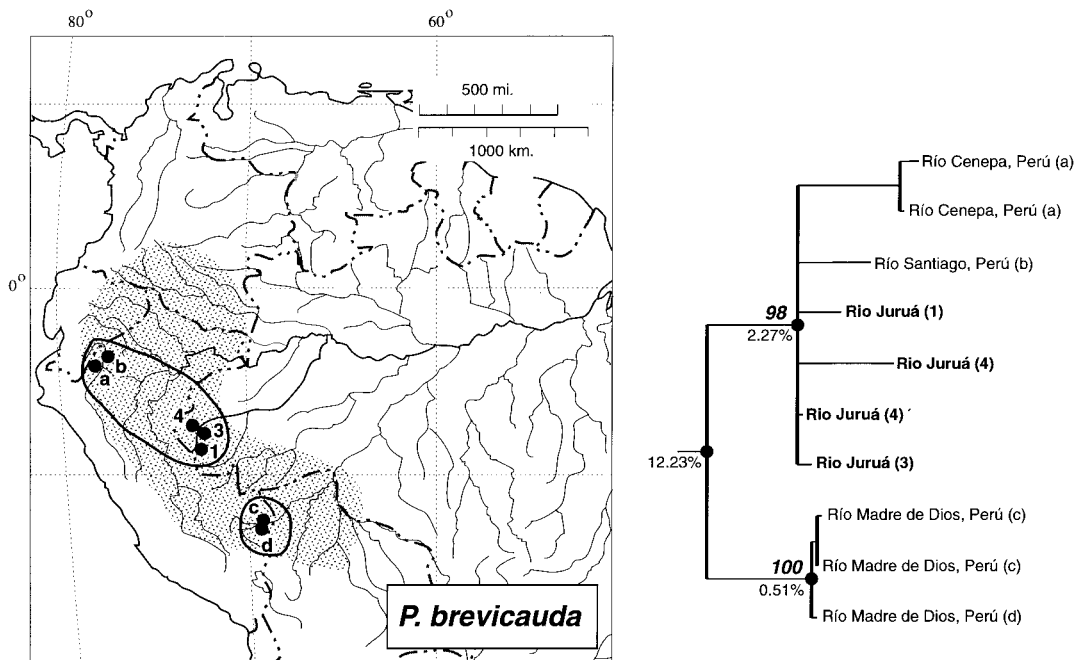 80°
60°
500 mi.
1000 km.
0°
b
a
4
3
1
c
d
P. brevicauda
Río Cenepa, Perú (a)
Río Cenepa, Perú (a)
Río Santiago, Perú (b)
98
Rio Juruá (1)
2.27%
Rio Juruá (4)
Rio Juruá (4)
Rio Juruá (3)
12.23%
Río Madre de Dios, Perú (c)
100
Río Madre de Dios, Perú (c)
0.51%
Río Madre de Dios, Perú (d)